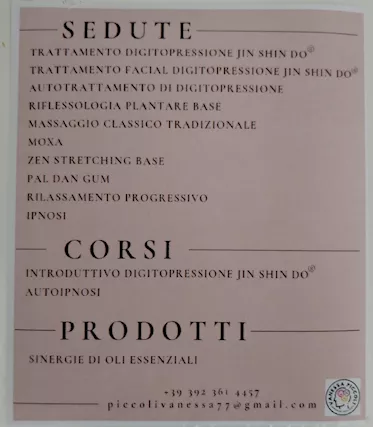 SEDUTE
TRATTAMENTO DIGITOPRESSIONE JIN SHIN DO®
TRATTAMENTO FACIAL DIGITOPRESSIONE JIN SHIN DO®
AUTOTRATTAMENTO DI DIGITOPRESSIONE
RIFLESSOLOGIA PLANTARE BASE
MASSAGGIO CLASSICO TRADIZIONALE
MOXA
ZEN STRETCHING BASE
PAL DAN GUM
RILASSAMENTO PROGRESSIVO
IPNOSI
CORSI
INTRODUTTIVO DIGITOPRESSIONE JIN SHIN DO®
AUTOIPNOSI
PRODOTTI
SINERGIE DI OLI ESSENZIALI
+39 392 361 4457
piccolivanessa77@gmail.com
VANESSA PICCOLI